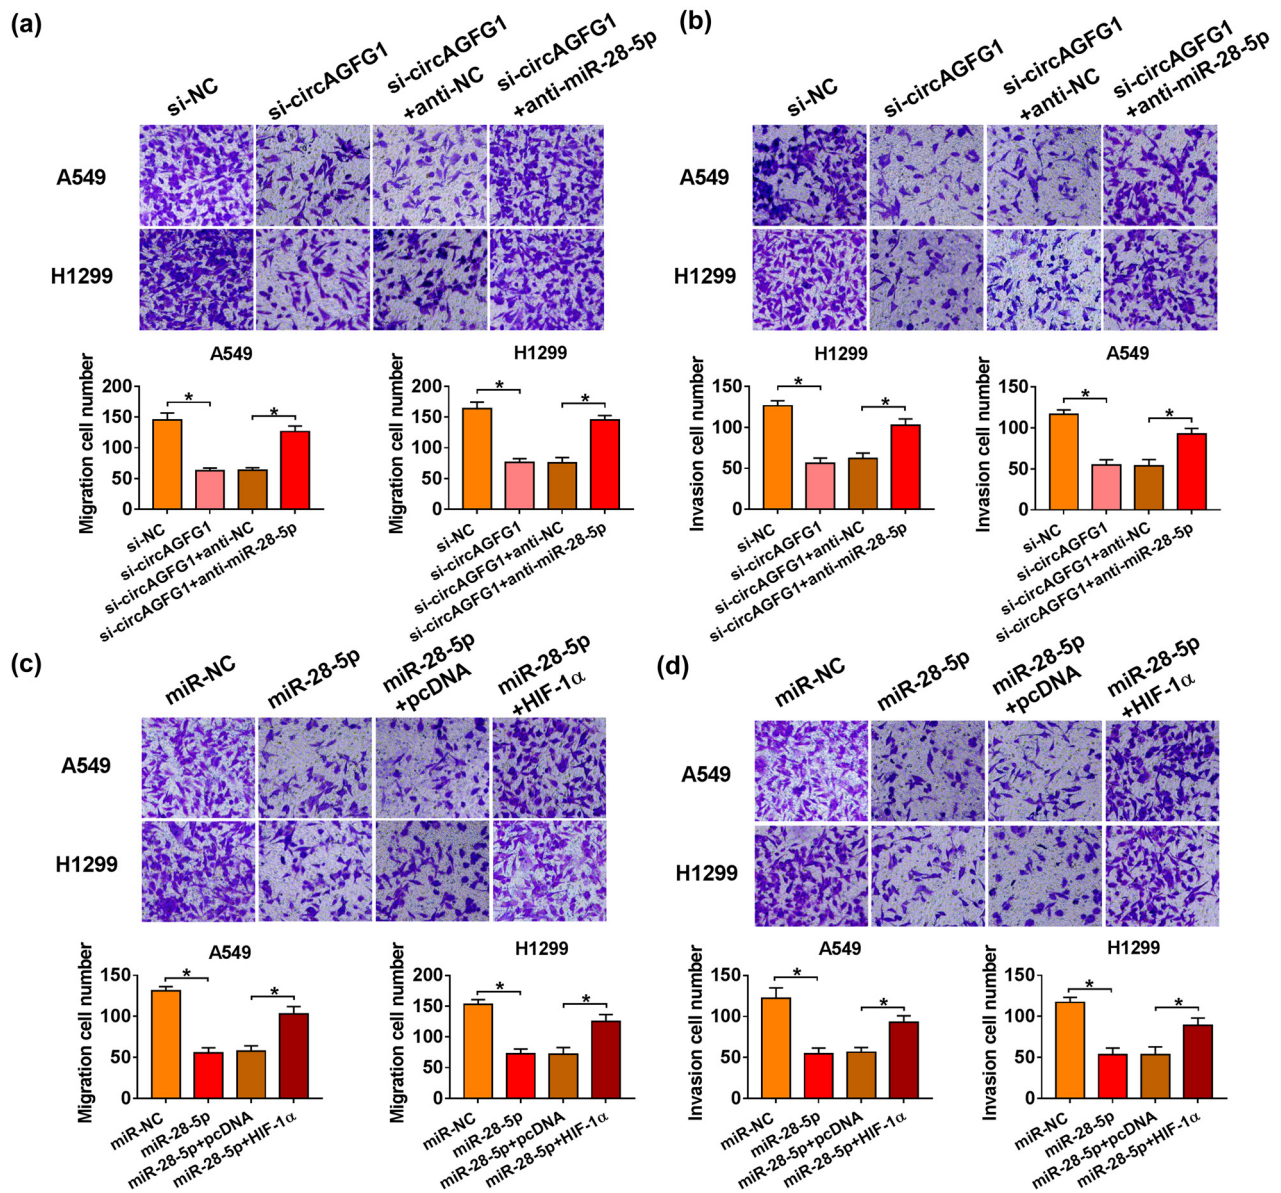 (a)
si-NC
si-circAGFG1
si-circAGFG1
+anti-NC
si-circAGFG1
+anti-miR-28-5p
A549
H1299
A549
Migration cell number
200
150
100
50
0
*
*
si-NC
si-circAGFG1
si-circAGFG1+anti-NC
si-circAGFG1+anti-miR-28-5p
H1299
Migration cell number
200
150
100
50
0
*
*
si-NC
si-circAGFG1
si-circAGFG1+anti-NC
si-circAGFG1+anti-miR-28-5p
(b)
si-NC
si-circAGFG1
si-circAGFG1
+anti-NC
si-circAGFG1
+anti-miR-28-5p
A549
H1299
H1299
Invasion cell number
150
100
50
0
*
*
si-NC
si-circAGFG1
si-circAGFG1+anti-NC
si-circAGFG1+anti-miR-28-5p
A549
Invasion cell number
150
100
50
0
*
*
si-NC
si-circAGFG1
si-circAGFG1+anti-NC
si-circAGFG1+anti-miR-28-5p
(c)
miR-NC
miR-28-5p
miR-28-5p
+pcDNA
miR-28-5p
+HIF-1α
A549
H1299
A549
Migration cell number
150
100
50
0
*
*
miR-NC
miR-28-5p
miR-28-5p+pcDNA
miR-28-5p+HIF-1α
H1299
Migration cell number
200
150
100
50
0
*
*
miR-NC
miR-28-5p
miR-28-5p+pcDNA
miR-28-5p+HIF-1α
(d)
miR-NC
miR-28-5p
miR-28-5p
+pcDNA
miR-28-5p
+HIF-1α
A549
H1299
A549
Invasion cell number
150
100
50
0
*
*
miR-NC
miR-28-5p
miR-28-5p+pcDNA
miR-28-5p+HIF-1α
H1299
Invasion cell number
150
100
50
0
*
*
miR-NC
miR-28-5p
miR-28-5p+pcDNA
miR-28-5p+HIF-1α